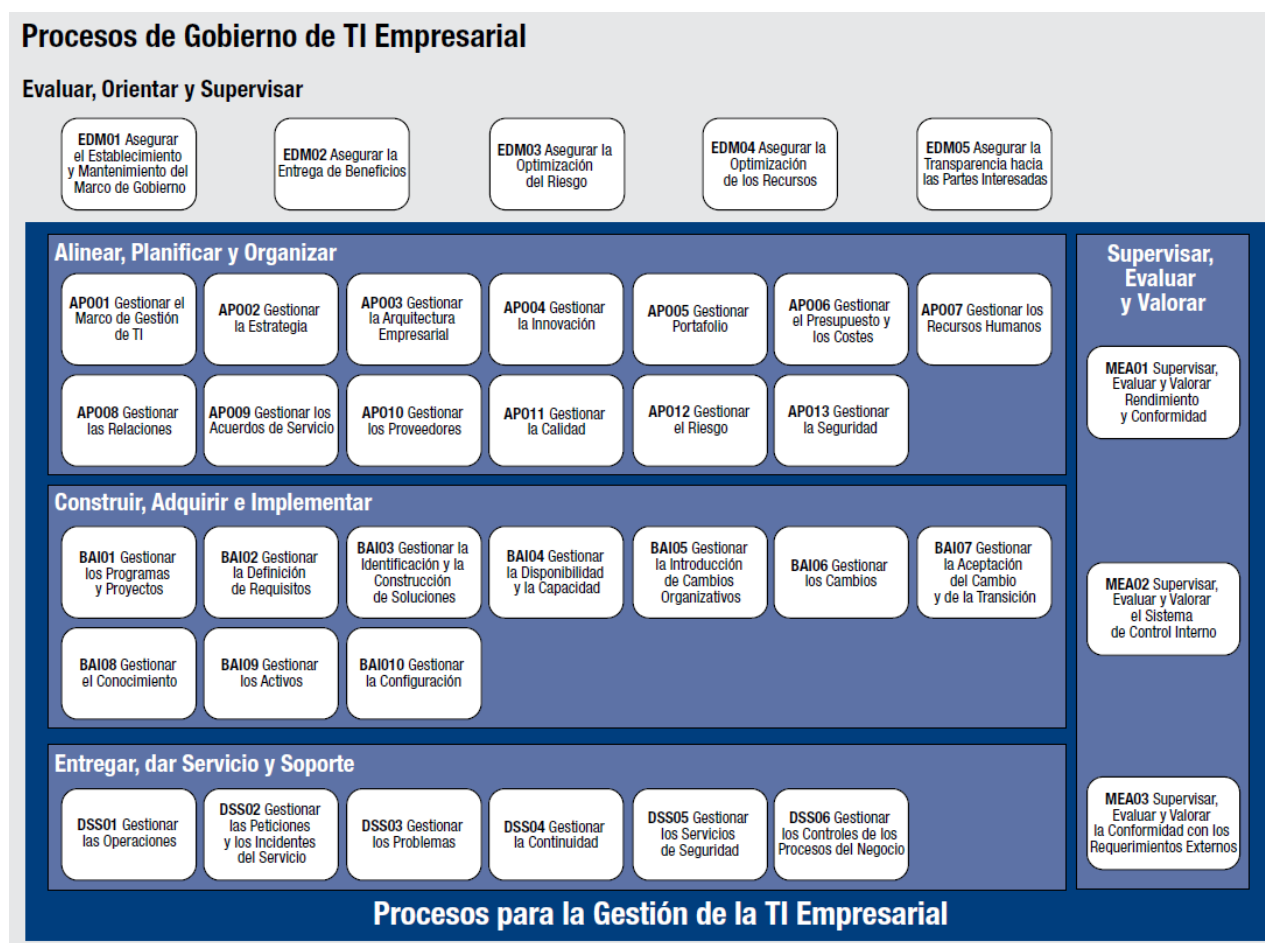 Procesos de Gobierno de TI Empresarial
Evaluar, Orientar y Supervisar
EDM01 Asegurar
el Establecimiento
y Mantenimiento del
Marco de Gobierno
EDM02 Asegurar la
Entrega de Beneficios
EDM03 Asegurar la
Optimización
del Riesgo
EDM04 Asegurar la
Optimización
de los Recursos
EDM05 Asegurar la
Transparencia hacia
las Partes Interesadas
Alinear, Planificar y Organizar
APO01 Gestionar el
Marco de Gestión
de TI
APO02 Gestionar
la Estrategia
APO03 Gestionar
la Arquitectura
Empresarial
APO04 Gestionar
la Innovación
APO05 Gestionar
Portafolio
APO06 Gestionar
el Presupuesto y
los Costes
APO07 Gestionar los
Recursos Humanos
APO08 Gestionar
las Relaciones
APO09 Gestionar los
Acuerdos de Servicio
APO10 Gestionar
los Proveedores
APO11 Gestionar
la Calidad
APO12 Gestionar
el Riesgo
APO13 Gestionar
la Seguridad
Construir, Adquirir e Implementar
BAI01 Gestionar
los Programas
y Proyectos
BAI02 Gestionar
la Definición
de Requisitos
BAI03 Gestionar la
Identificación y la
Construcción
de Soluciones
BAI04 Gestionar
la Disponibilidad
y la Capacidad
BAI05 Gestionar
la Introducción
de Cambios
Organizativos
BAI06 Gestionar
los Cambios
BAI07 Gestionar
la Aceptación
del Cambio
y de la Transición
BAI08 Gestionar
el Conocimiento
BAI09 Gestionar
los Activos
BAI010 Gestionar
la Configuración
Entregar, dar Servicio y Soporte
DSS01 Gestionar
las Operaciones
DSS02 Gestionar
las Peticiones
y los Incidentes
del Servicio
DSS03 Gestionar
los Problemas
DSS04 Gestionar
la Continuidad
DSS05 Gestionar
los Servicios
de Seguridad
DSS06 Gestionar
los Controles de los
Procesos del Negocio
Supervisar,
Evaluar
y Valorar
MEA01 Supervisar,
Evaluar y Valorar
Rendimiento
y Conformidad
MEA02 Supervisar,
Evaluar y Valorar
el Sistema
de Control Interno
MEA03 Supervisar,
Evaluar y Valorar
la Conformidad con los
Requerimientos Externos
Procesos para la Gestión de la TI Empresarial